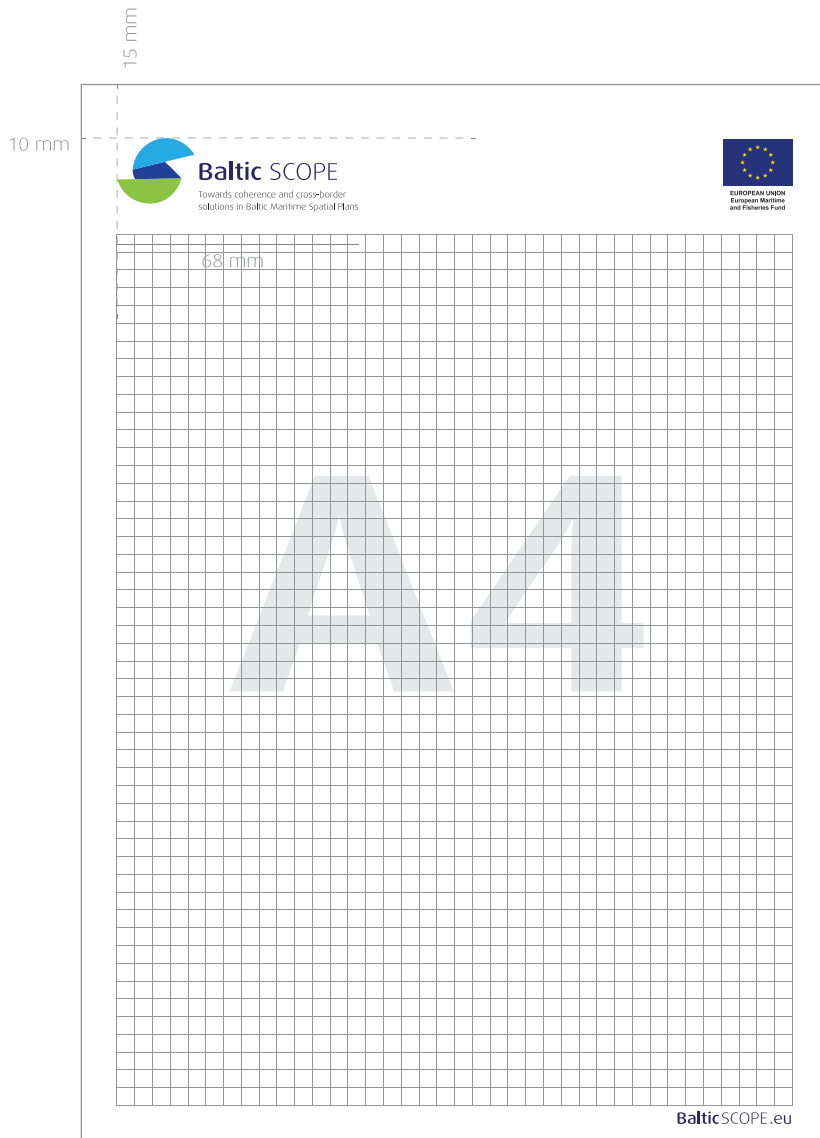 15 mm
10 mm
Baltic SCOPE
Towards coherence and cross-border
solutions in Baltic Maritime Spatial Plans
EUROPEAN UNION
European Maritime
and Fisheries Fund
68 mm
A4
BalticSCOPE.eu